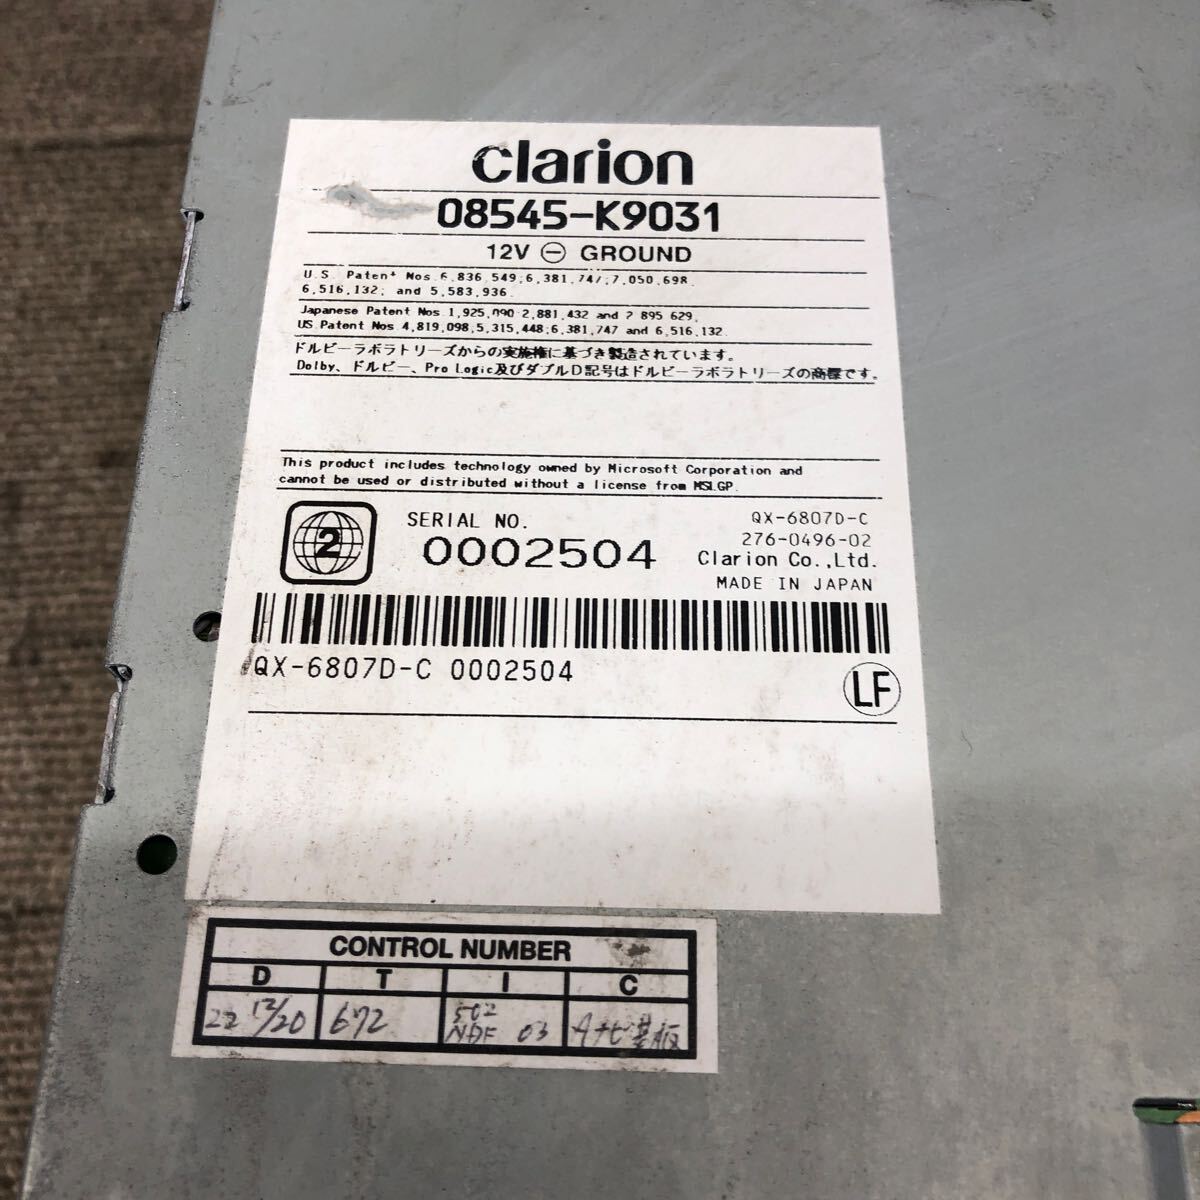 clarion
08545-K9031
12V ⊖ GROUND
U.S. Patent Nos.6,836,549;6,381,747;7,050,698,
6,516,132; and 5,583,936.
Japanese Patent Nos.1,925,090 2,881,432 and 2 895 629,
US Patent Nos 4,819,098,5,315,448;6,381,747 and 6,516,132
ドルビーラボラトリーズからの実施権に基づき製造されています。
Dolby、ドルビー、Pro Logic及びダブルD記号はドルビーラボラトリーズの商標です。
This product includes technology owned by Microsoft Corporation and
cannot be used or distributed without a license from MSLGP.
2
SERIAL NO.
0002504
QX-6807D-C
276-0496-02
Clarion Co.,Ltd.
MADE IN JAPAN
QX-6807D-C 0002504
LF
CONTROL NUMBER
D T I C
22 12/20 672 502 NDF 03 基板